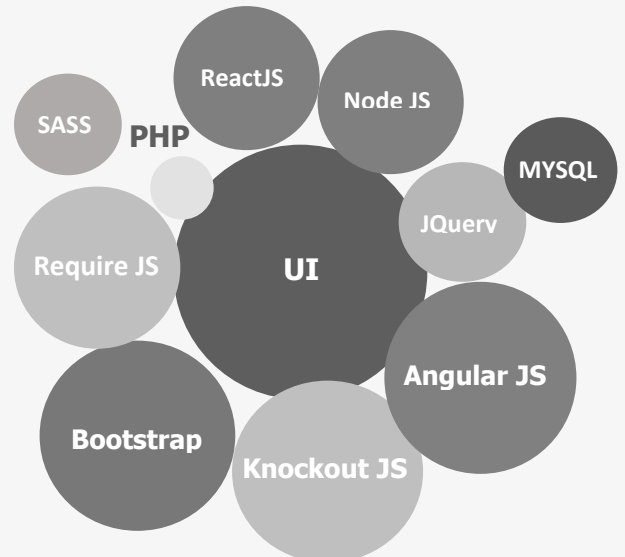 ReactJS
Node JS
SASS
PHP
MYSQL
JQuery
Require JS
UI
Angular JS
Bootstrap
Knockout JS